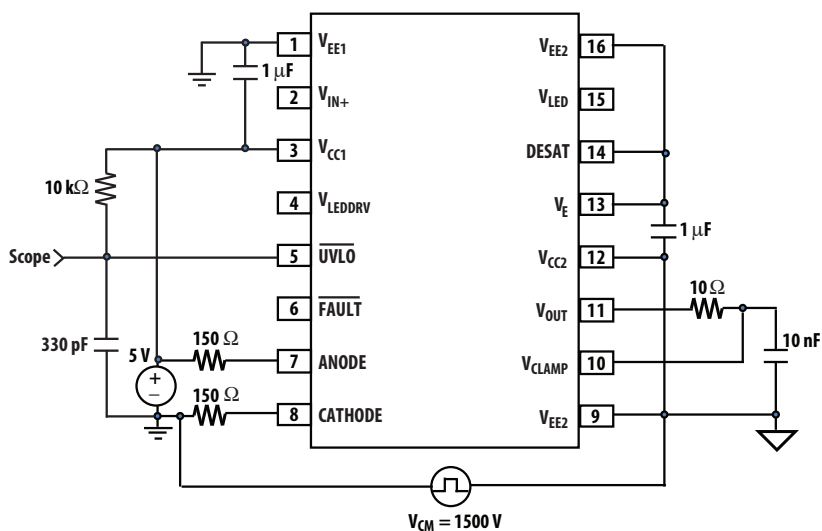 1 V_EE1
1 μF
2 V_IN+
3 V_CC1
10 kΩ
4 V_LEDDRV
Scope
5 U̅V̅L̅O̅
6 F̅A̅U̅L̅T̅
330 pF
5 V
150 Ω
7 ANODE
+
–
150 Ω
8 CATHODE
V_EE2 16
V_LED 15
DESAT 14
V_E 13
1 μF
V_CC2 12
10 Ω
V_OUT 11
10 nF
V_CLAMP 10
V_EE2 9
V_CM = 1500 V